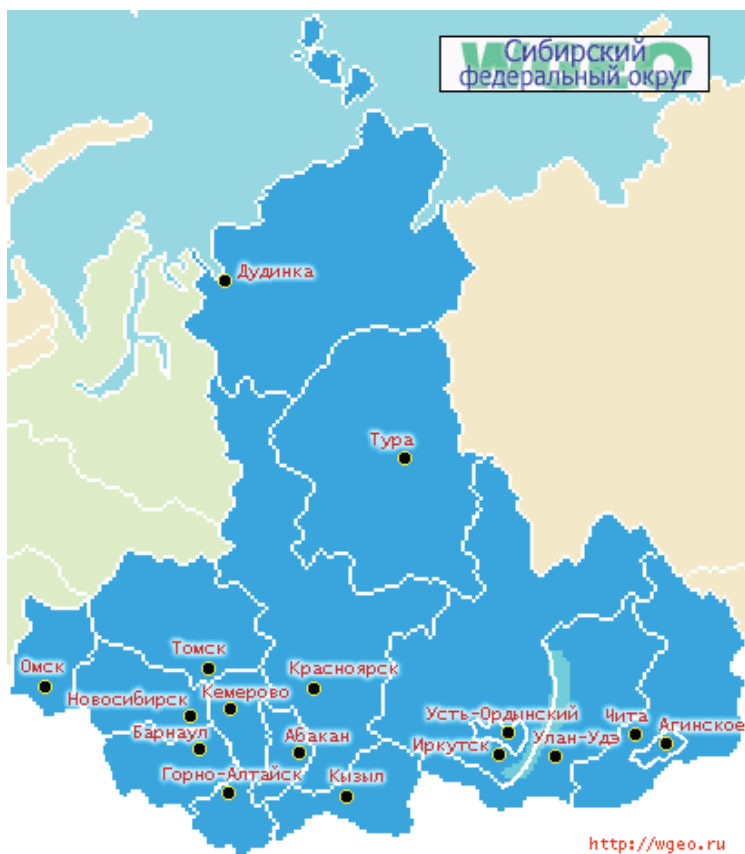 WGEO
Сибирский
федеральный округ
Дудинка
Тура
Томск
Омск
Красноярск
Новосибирск
Кемерово
Усть-Ордынский
Чита
Агинское
Барнаул
Абакан
Иркутск
Улан-Удэ
Горно-Алтайск
Кызыл
http://wgeo.ru